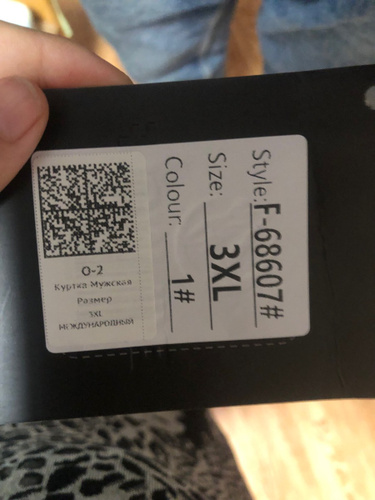 Style: F-68607#
Size: 3XL
Colour: 1#
О-2
Куртка Мужская
Размер
3XL
МЕЖДУНАРОДНЫЙ